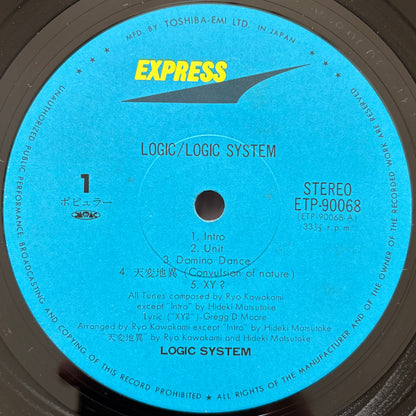 MFD. BY TOSHIBA-EMI LTD. IN JAPAN
EXPRESS
LOGIC/LOGIC SYSTEM
1
ポピュラー
STEREO
ETP-90068
(ETP-90068-A)
33⅓ r.p.m.
1. Intro
2. Unit
3. Domino Dance
4. 天変地異 (Convulsion of nature)
5. XY?
All Tunes composed by Ryo Kawakami
except "Intro" by Hideki Matsutake
Lyric ("XY?")-Gregg D Moore
Arranged by Ryo Kawakami except "Intro" by Hideki Matsutake
"天変地異" by Ryo Kawakami and Hideki Matsutake
LOGIC SYSTEM
UNAUTHORIZED PUBLIC PERFORMANCE, BROADCASTING AND COPYING OF THIS RECORD PROHIBITED ★ ALL RIGHTS OF THE MANUFACTURER AND OF THE OWNER OF THE RECORDED WORK ARE RESERVED